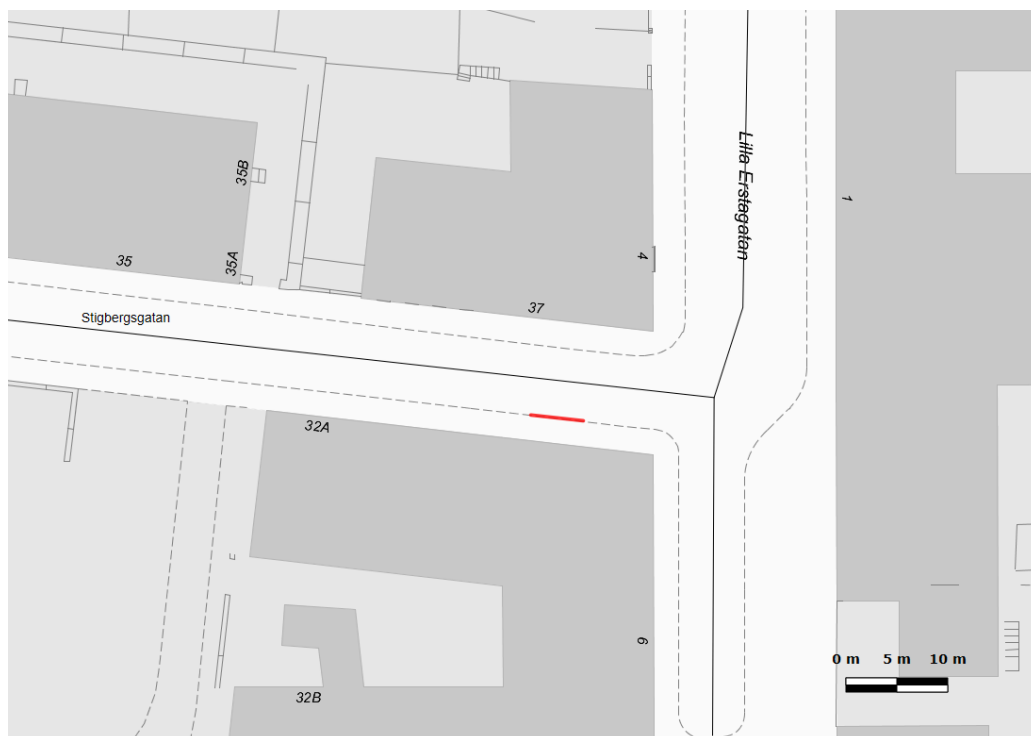 Lilla Erstagatan
35B
1
35A
35
4
37
Stigbergsgatan
32A
6
0 m 5 m 10 m
32B